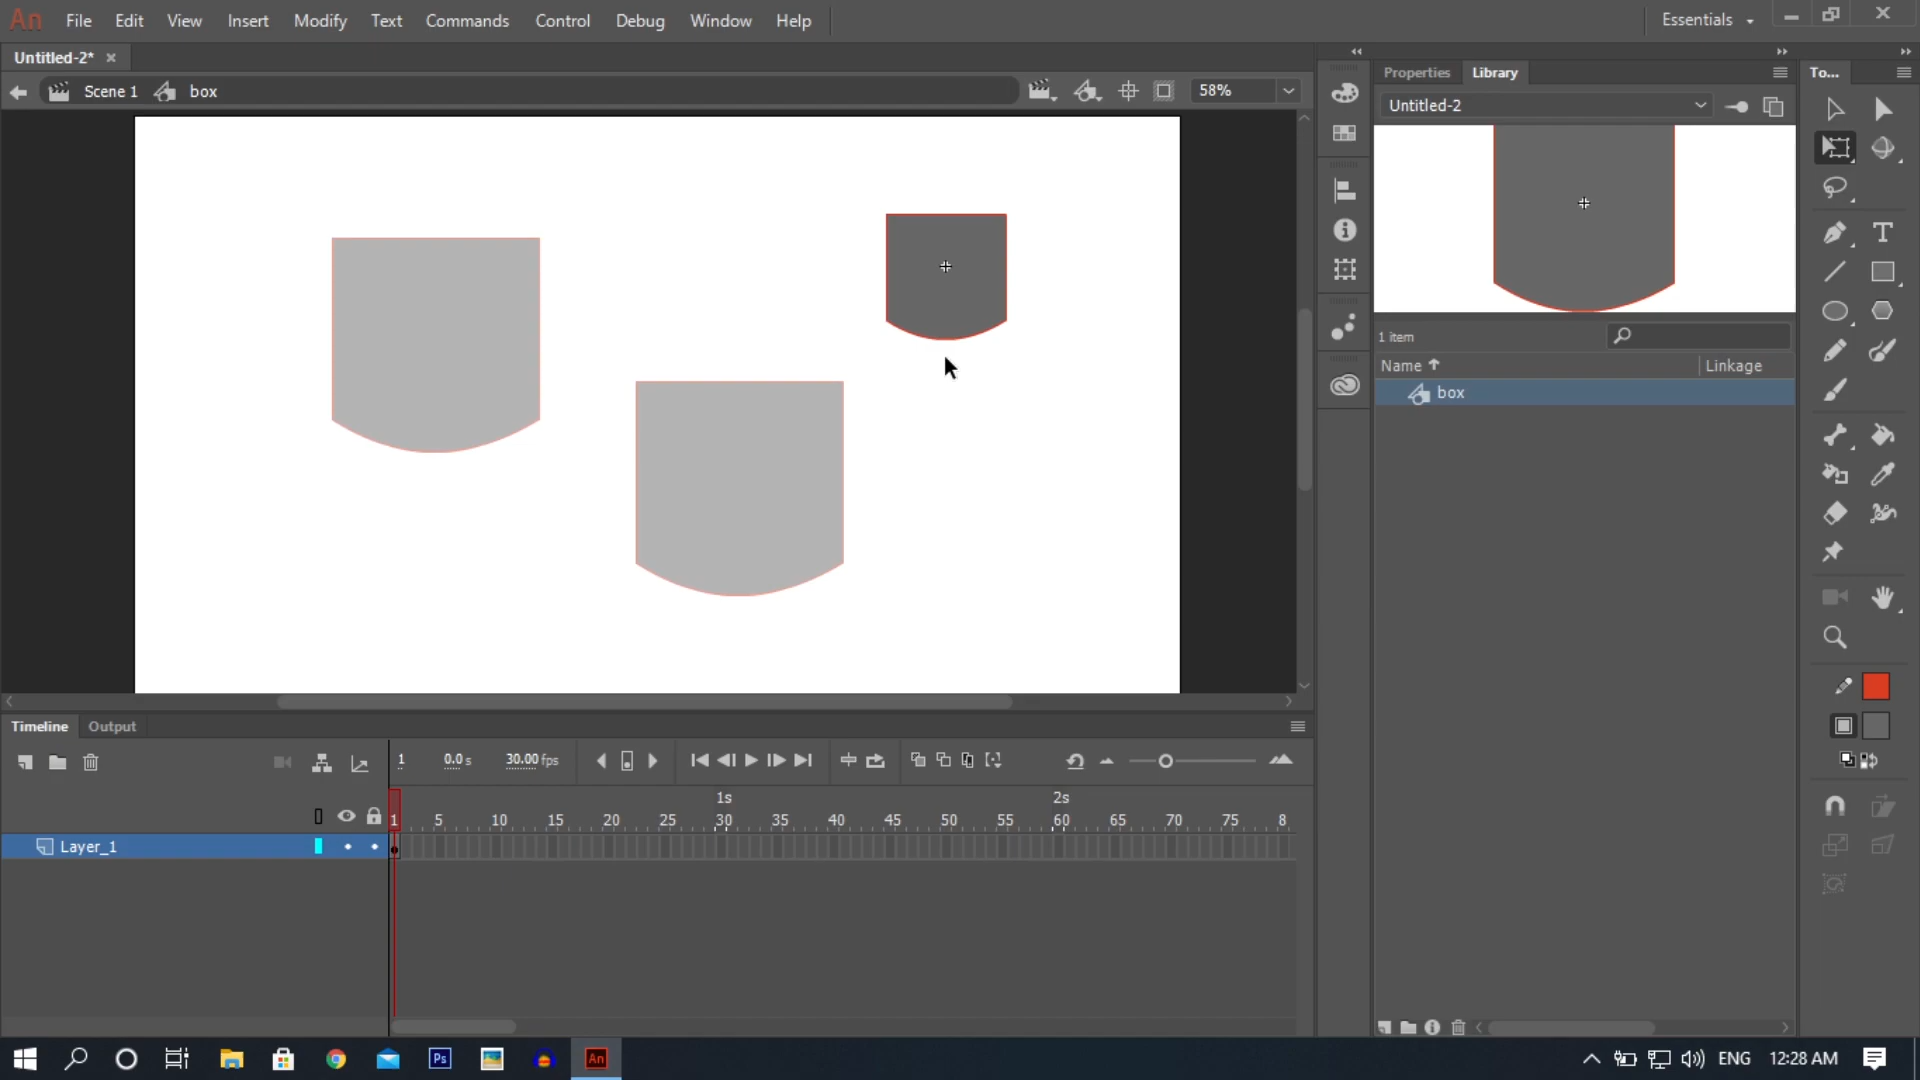 An File Edit View Insert Modify Text Commands Control Debug Window Help Essentials
Untitled-2* ×
Scene 1 box 58%
Properties Library To...
Untitled-2
1 item
Name Linkage
box
Timeline Output
1 0.0 s 30.00 fps
1s 2s
1 5 10 15 20 25 30 35 40 45 50 55 60 65 70 75 8
Layer_1
Ps An ENG 12:28 AM